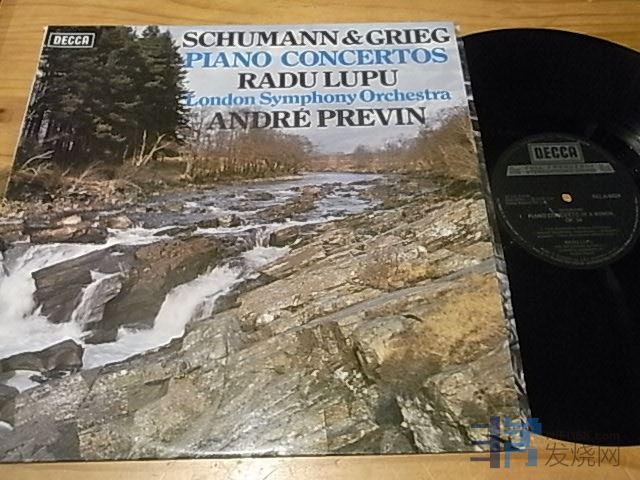 DECCA
SCHUMANN & GRIEG
PIANO CONCERTOS
RADU LUPU
London Symphony Orchestra
ANDRÉ PREVIN
DECCA
PIANO CONCERTO IN A MINOR,
发烧网